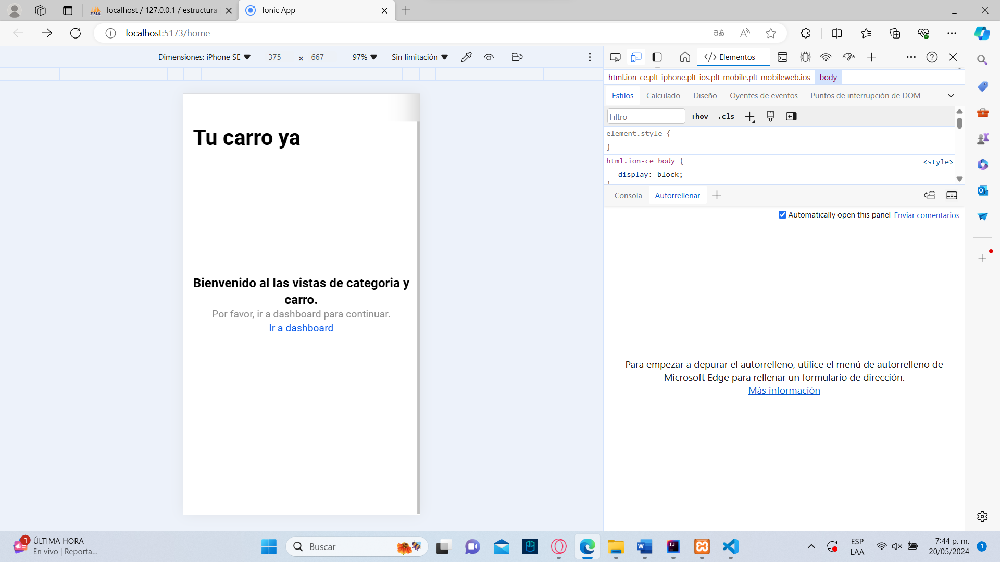 localhost / 127.0.0.1 / estructura
Ionic App
localhost:5173/home
Dimensiones: iPhone SE
375
×
667
97%
Sin limitación
</> Elementos
html.ion-ce.plt-iphone.plt-ios.plt-mobile.plt-mobileweb.ios
body
Estilos
Calculado
Diseño
Oyentes de eventos
Puntos de interrupción de DOM
Filtro
:hov
.cls
element.style {
}
html.ion-ce body {
<style>
display: block;
}
Consola
Autorrellenar
Automatically open this panel
Enviar comentarios
Para empezar a depurar el autorrelleno, utilice el menú de autorrelleno de
Microsoft Edge para rellenar un formulario de dirección.
Más información
Tu carro ya
Bienvenido al las vistas de categoria y
carro.
Por favor, ir a dashboard para continuar.
Ir a dashboard
1
ÚLTIMA HORA
En vivo | Reporta...
Buscar
ESP
LAA
7:44 p. m.
20/05/2024
1